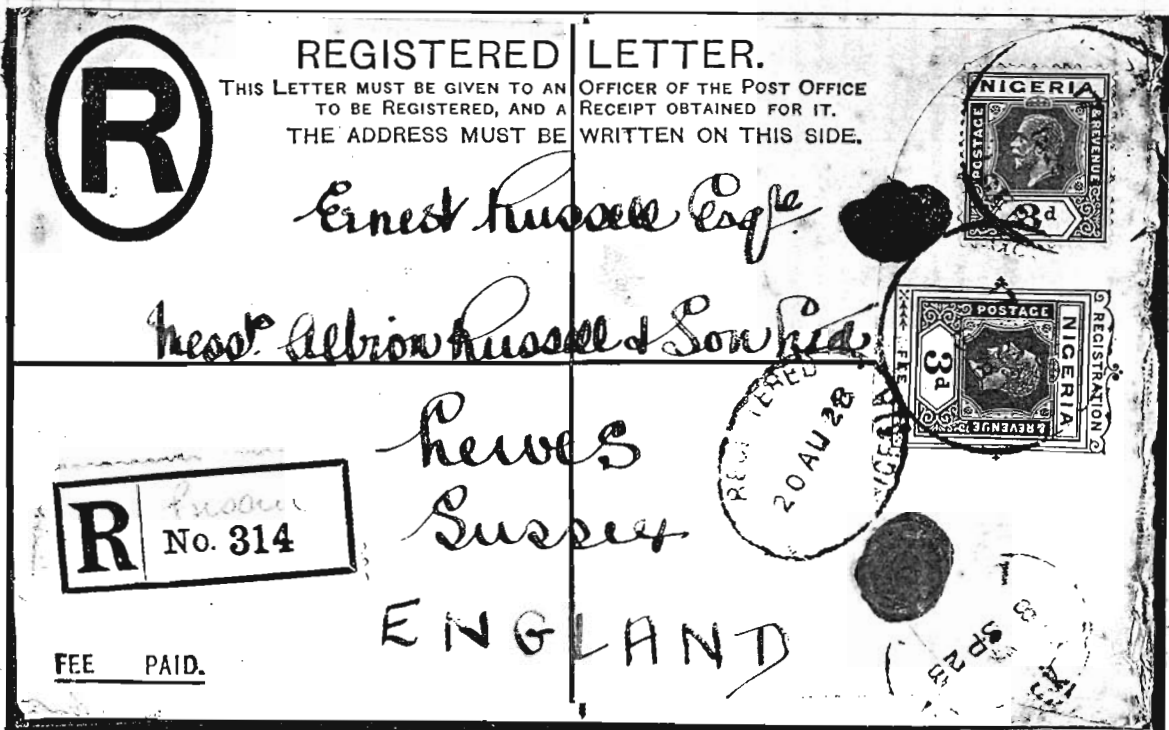 R
REGISTERED LETTER.
THIS LETTER MUST BE GIVEN TO AN OFFICER OF THE POST OFFICE
TO BE REGISTERED, AND A RECEIPT OBTAINED FOR IT.
THE ADDRESS MUST BE WRITTEN ON THIS SIDE.
NIGERIA
POSTAGE
& REVENUE
3d
Ernest Russell Esqre
Messrs. Albion Russell & Son Ltd
REGISTRATION
NIGERIA
POSTAGE
& REVENUE
3d
FEE
REGISTERED
20 AU 28
NIGERIA
Lewes
Sussex
ENGLAND
R
No. 314
SP 28
FEE PAID.